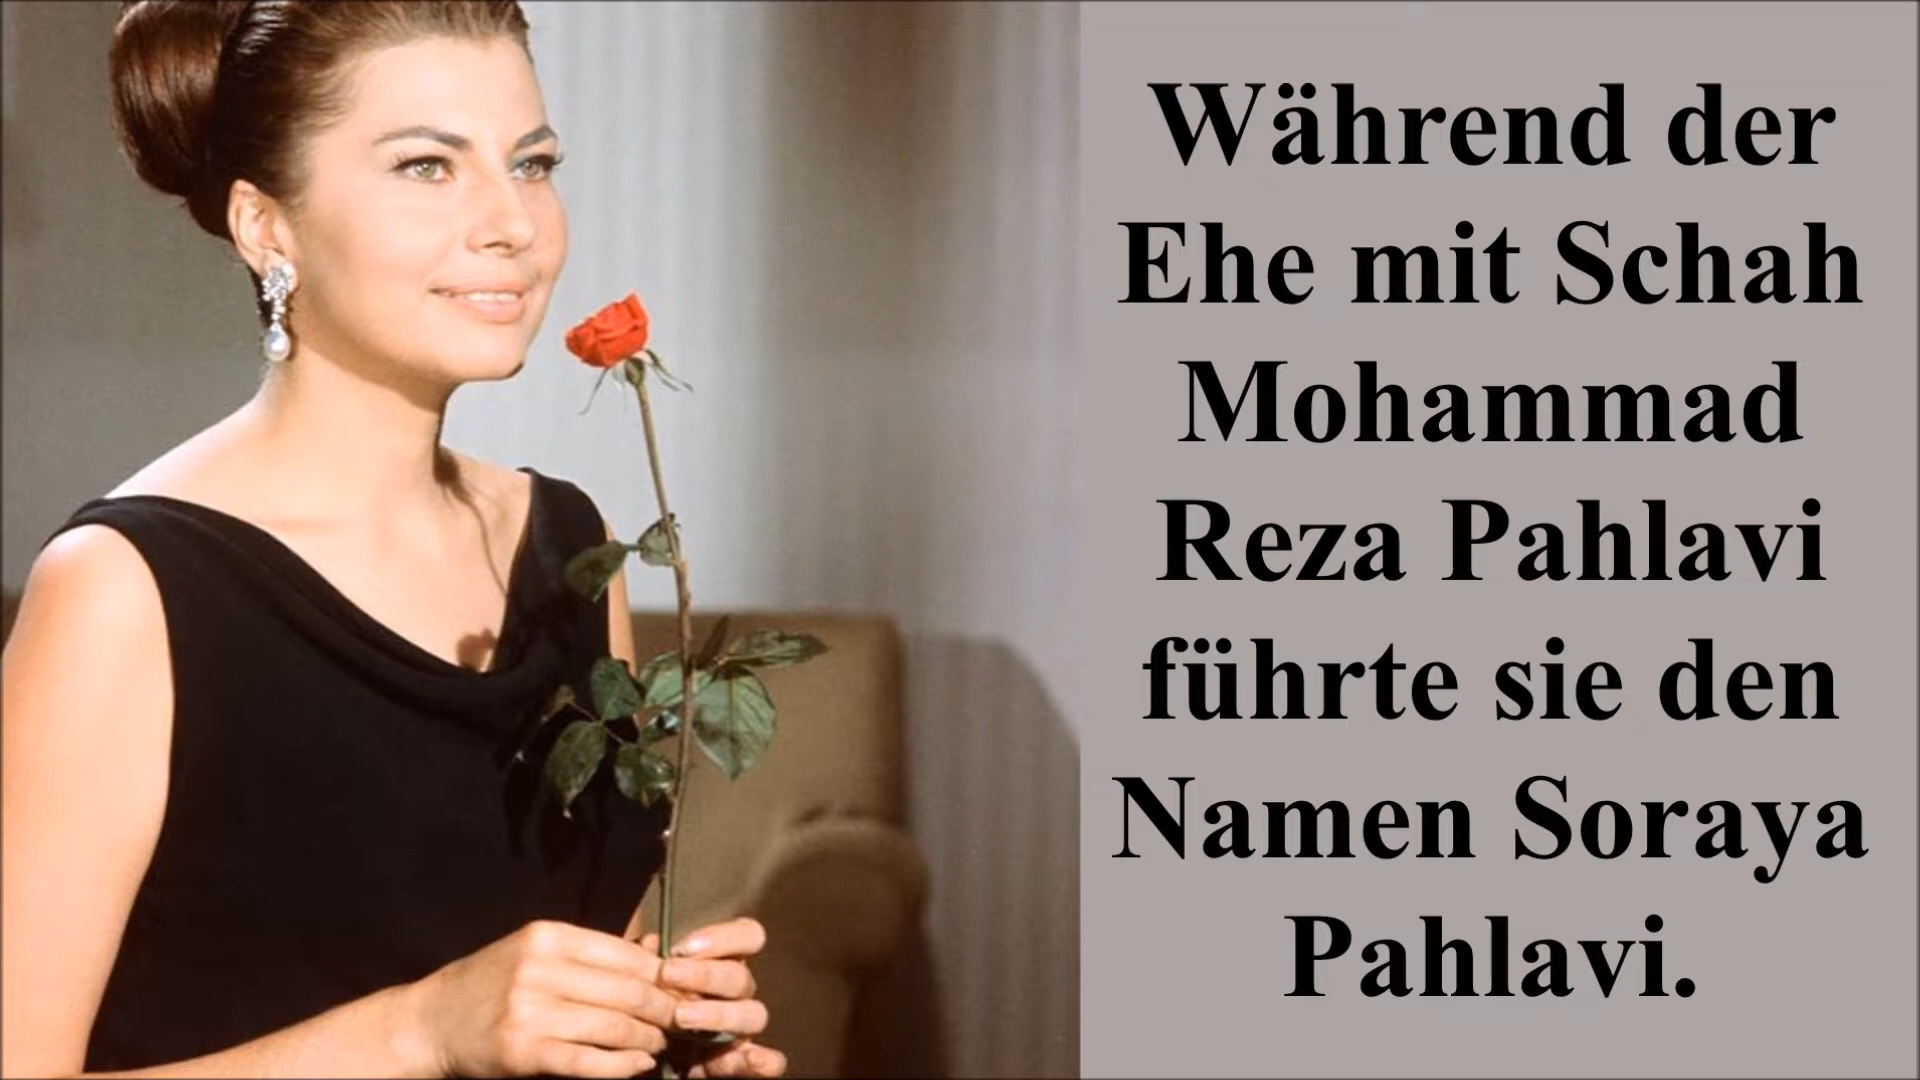 Während der
Ehe mit Schah
Mohammad
Reza Pahlavi
führte sie den
Namen Soraya
Pahlavi.